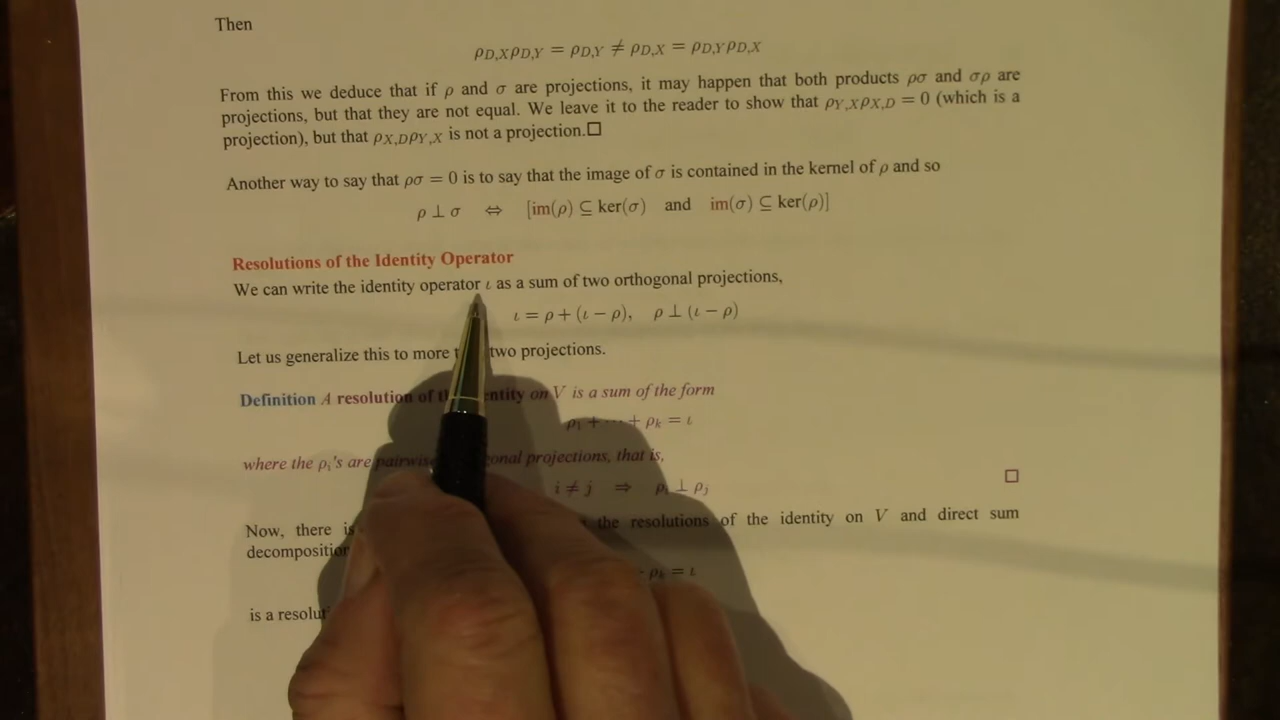 Then
ρD,XρD,Y = ρD,Y ≠ ρD,X = ρD,YρD,X
From this we deduce that if ρ and σ are projections, it may happen that both products ρσ and σρ are
projections, but that they are not equal. We leave it to the reader to show that ρY,XρX,D = 0 (which is a
projection), but that ρX,DρY,X is not a projection.□
Another way to say that ρσ = 0 is to say that the image of σ is contained in the kernel of ρ and so
ρ ⊥ σ ⇔ [im(ρ) ⊆ ker(σ) and im(σ) ⊆ ker(ρ)]
Resolutions of the Identity Operator
We can write the identity operator ι as a sum of two orthogonal projections,
ι = ρ + (ι − ρ), ρ ⊥ (ι − ρ)
Let us generalize this to more two projections.
Definition A resolution of on V is a sum of the form
ρ1 + ⋯ + ρk = ι
where the ρi's are projections, that is,
i ≠ j ⇒ ρi ⊥ ρj □
Now, there is the resolutions of the identity on V and direct sum
ρk = ι
is a